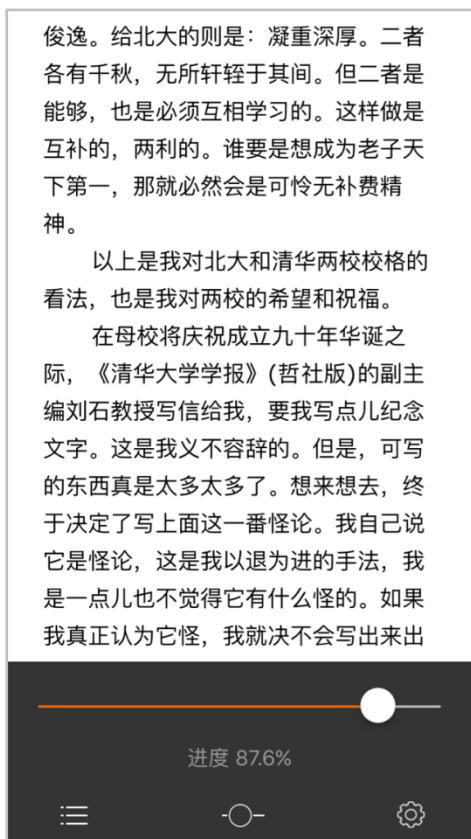 俊逸。给北大的则是：凝重深厚。二者
各有千秋，无所轩轾于其间。但二者是
能够，也是必须互相学习的。这样做是
互补的，两利的。谁要是想成为老子天
下第一，那就必然会是可怜无补费精
神。
以上是我对北大和清华两校校格的
看法，也是我对两校的希望和祝福。
在母校将庆祝成立九十年华诞之
际，《清华大学学报》(哲社版)的副主
编刘石教授写信给我，要我写点儿纪念
文字。这是我义不容辞的。但是，可写
的东西真是太多太多了。想来想去，终
于决定了写上面这一番怪论。我自己说
它是怪论，这是我以退为进的手法，我
是一点儿也不觉得它有什么怪的。如果
我真正认为它怪，我就决不会写出来出
进度 87.6%